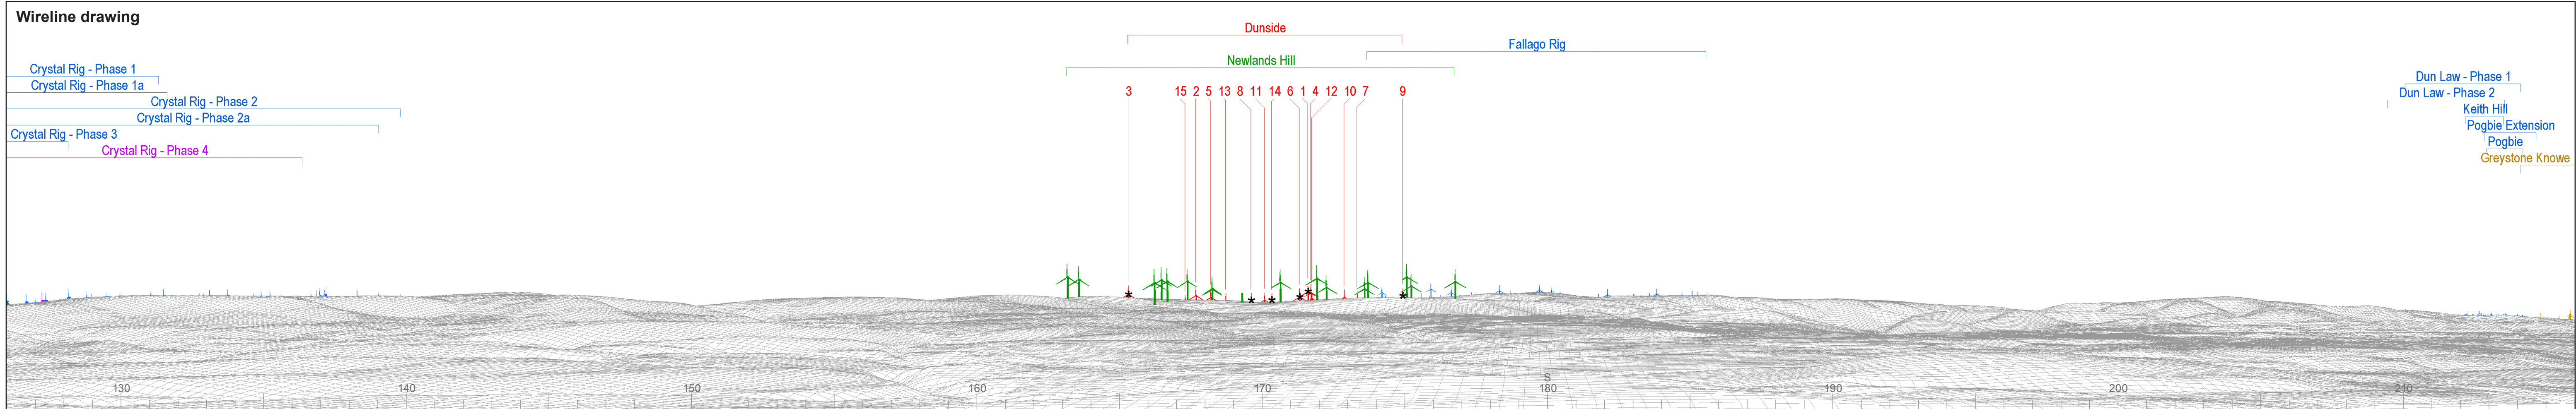 Wireline drawing
Dunside
Fallago Rig
Newlands Hill
Crystal Rig - Phase 1
Dun Law - Phase 1
Crystal Rig - Phase 1a
3 15 2 5 13 8 11 14 6 1 4 12 10 7 9
Dun Law - Phase 2
Crystal Rig - Phase 2
Keith Hill
Crystal Rig - Phase 2a
Pogbie Extension
Crystal Rig - Phase 3
Pogbie
Crystal Rig - Phase 4
Greystone Knowe
S
130 140 150 160 170 180 190 200 210